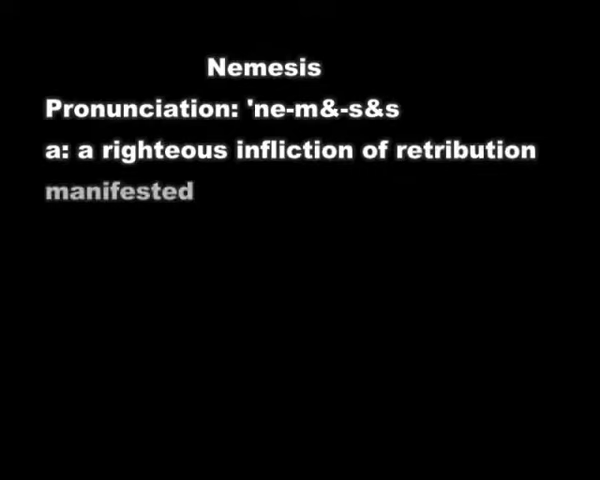 Nemesis
Pronunciation: 'ne-m&-s&s
a: a righteous infliction of retribution
manifested